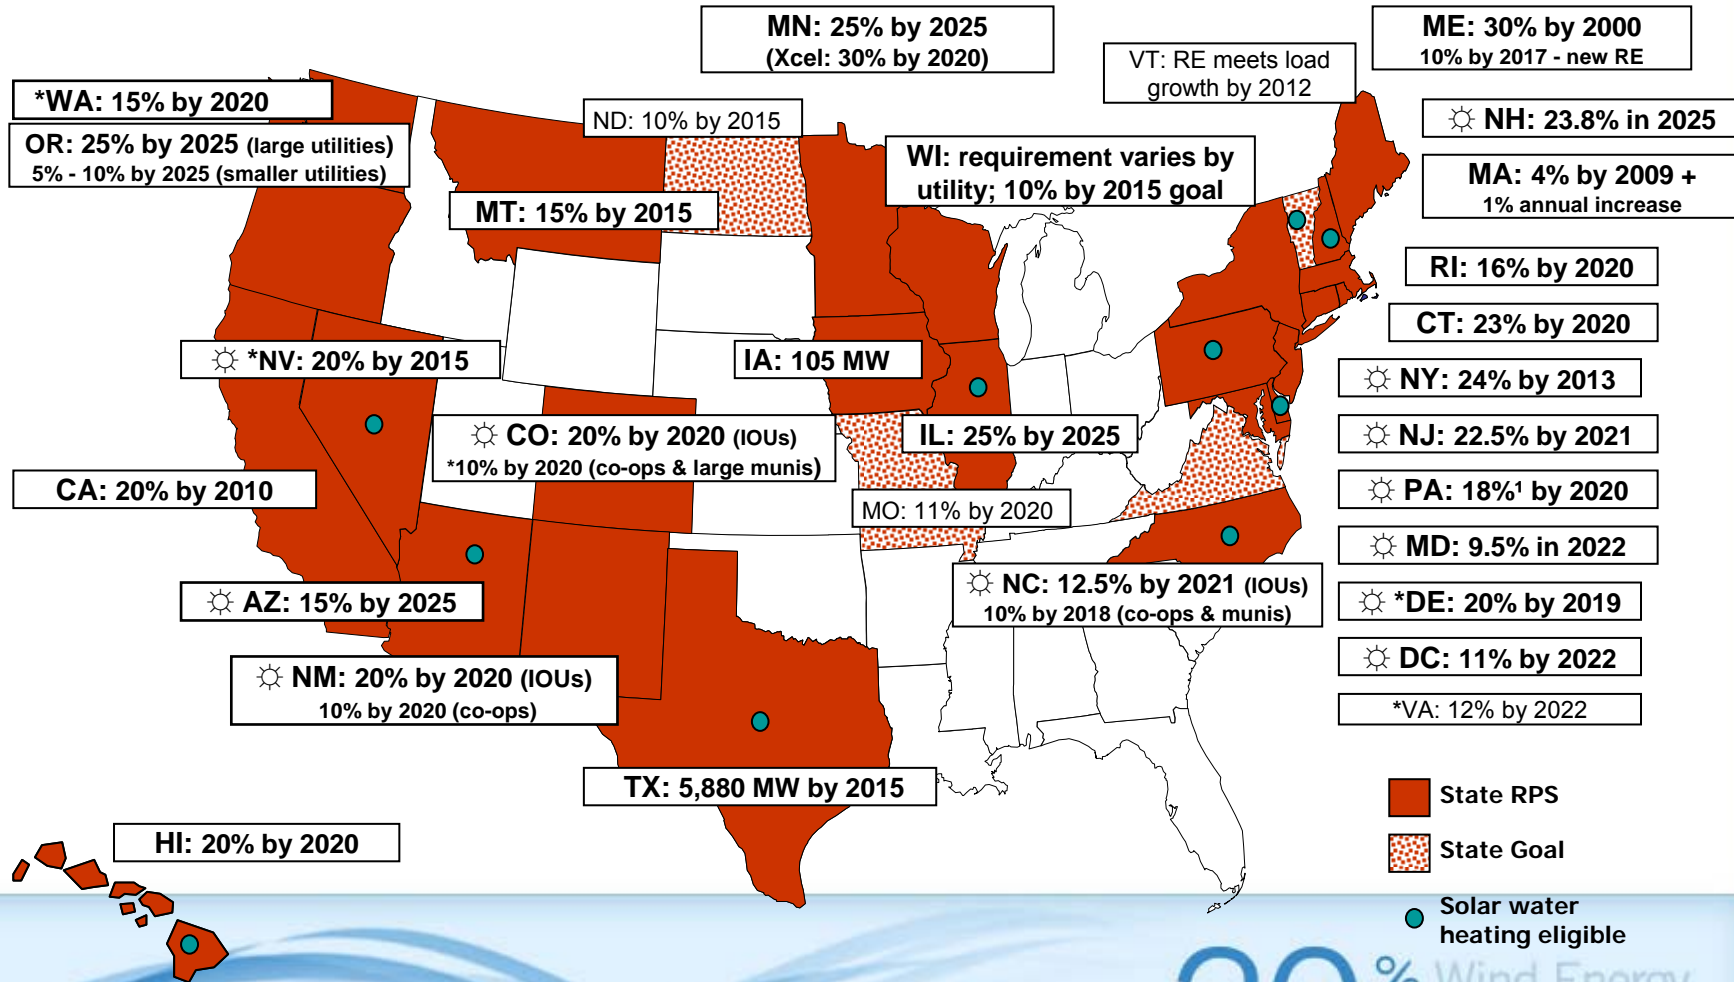 MN: 25% by 2025
(Xcel: 30% by 2020)
ME: 30% by 2000
10% by 2017 - new RE
VT: RE meets load
growth by 2012
*WA: 15% by 2020
ND: 10% by 2015
☼ NH: 23.8% in 2025
OR: 25% by 2025 (large utilities)
5% - 10% by 2025 (smaller utilities)
WI: requirement varies by
utility; 10% by 2015 goal
MA: 4% by 2009 +
1% annual increase
MT: 15% by 2015
RI: 16% by 2020
CT: 23% by 2020
☼ *NV: 20% by 2015
IA: 105 MW
☼ NY: 24% by 2013
☼ CO: 20% by 2020 (IOUs)
*10% by 2020 (co-ops & large munis)
IL: 25% by 2025
☼ NJ: 22.5% by 2021
CA: 20% by 2010
MO: 11% by 2020
☼ PA: 18%¹ by 2020
☼ MD: 9.5% in 2022
☼ AZ: 15% by 2025
☼ NC: 12.5% by 2021 (IOUs)
10% by 2018 (co-ops & munis)
☼ *DE: 20% by 2019
☼ DC: 11% by 2022
☼ NM: 20% by 2020 (IOUs)
10% by 2020 (co-ops)
*VA: 12% by 2022
TX: 5,880 MW by 2015
State RPS
HI: 20% by 2020
State Goal
Solar water
heating eligible
% Wind Energy